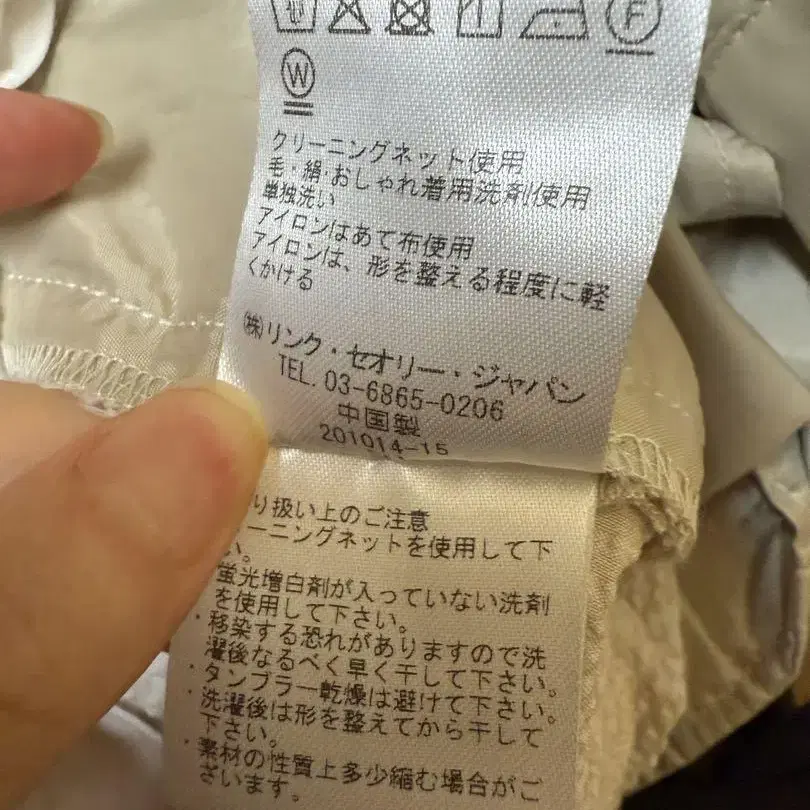 F
W
クリーニングネット使用
毛・絹・おしゃれ着用洗剤使用
単独洗い
アイロンはあて布使用
アイロンは、形を整える程度に軽
くかける
(株)リンク・セオリー・ジャパン
TEL. 03-6865-0206
中国製
201014-15
り扱い上のご注意
ーニングネットを使用して下
い。
蛍光増白剤が入っていない洗剤
を使用して下さい。
・移染する恐れがありますので洗
濯後なるべく早く干して下さい。
・タンブラー乾燥は避けて下さい。
・洗濯後は形を整えてから干して
下さい。
・素材の性質上多少縮む場合がご
ざいます。